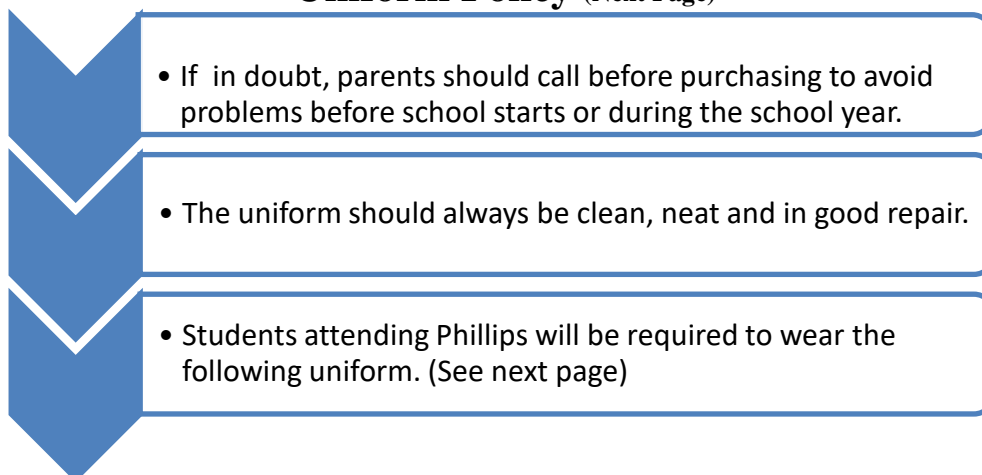 Uniform Policy (Next Page)
• If  in doubt, parents should call before purchasing to avoid
problems before school starts or during the school year.
• The uniform should always be clean, neat and in good repair.
• Students attending Phillips will be required to wear the
following uniform. (See next page)